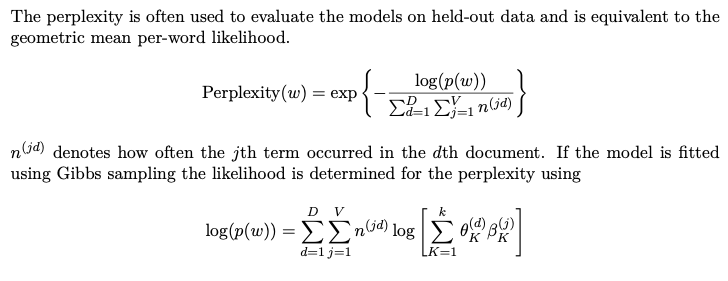 The perplexity is often used to evaluate the models on held-out data and is equivalent to the
geometric mean per-word likelihood.
Perplexity(w) = exp { − log(p(w)) / ∑_{d=1}^{D} ∑_{j=1}^{V} n^{(jd)} }
n^{(jd)} denotes how often the jth term occurred in the dth document. If the model is fitted
using Gibbs sampling the likelihood is determined for the perplexity using
log(p(w)) = ∑_{d=1}^{D} ∑_{j=1}^{V} n^{(jd)} log [ ∑_{K=1}^{k} θ_K^{(d)} β_K^{(j)} ]